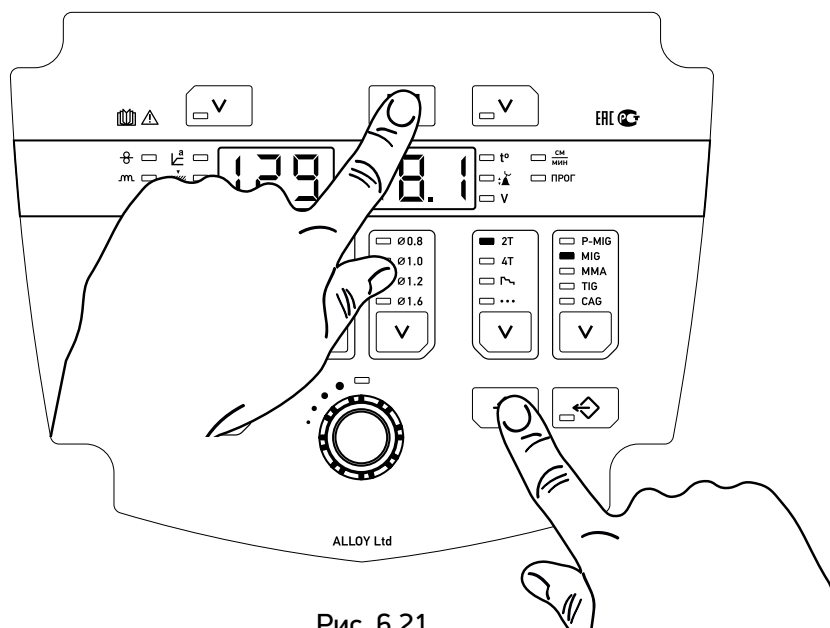 V
V
ЕАС РСТ
a
129
8.1
t°
СМ
МИН
ПРОГ
V
Ø0.8
Ø1.0
Ø1.2
Ø1.6
2T
4T
P-MIG
MIG
MMA
TIG
CAG
V
V
V
ALLOY Ltd
Рис. 6.21